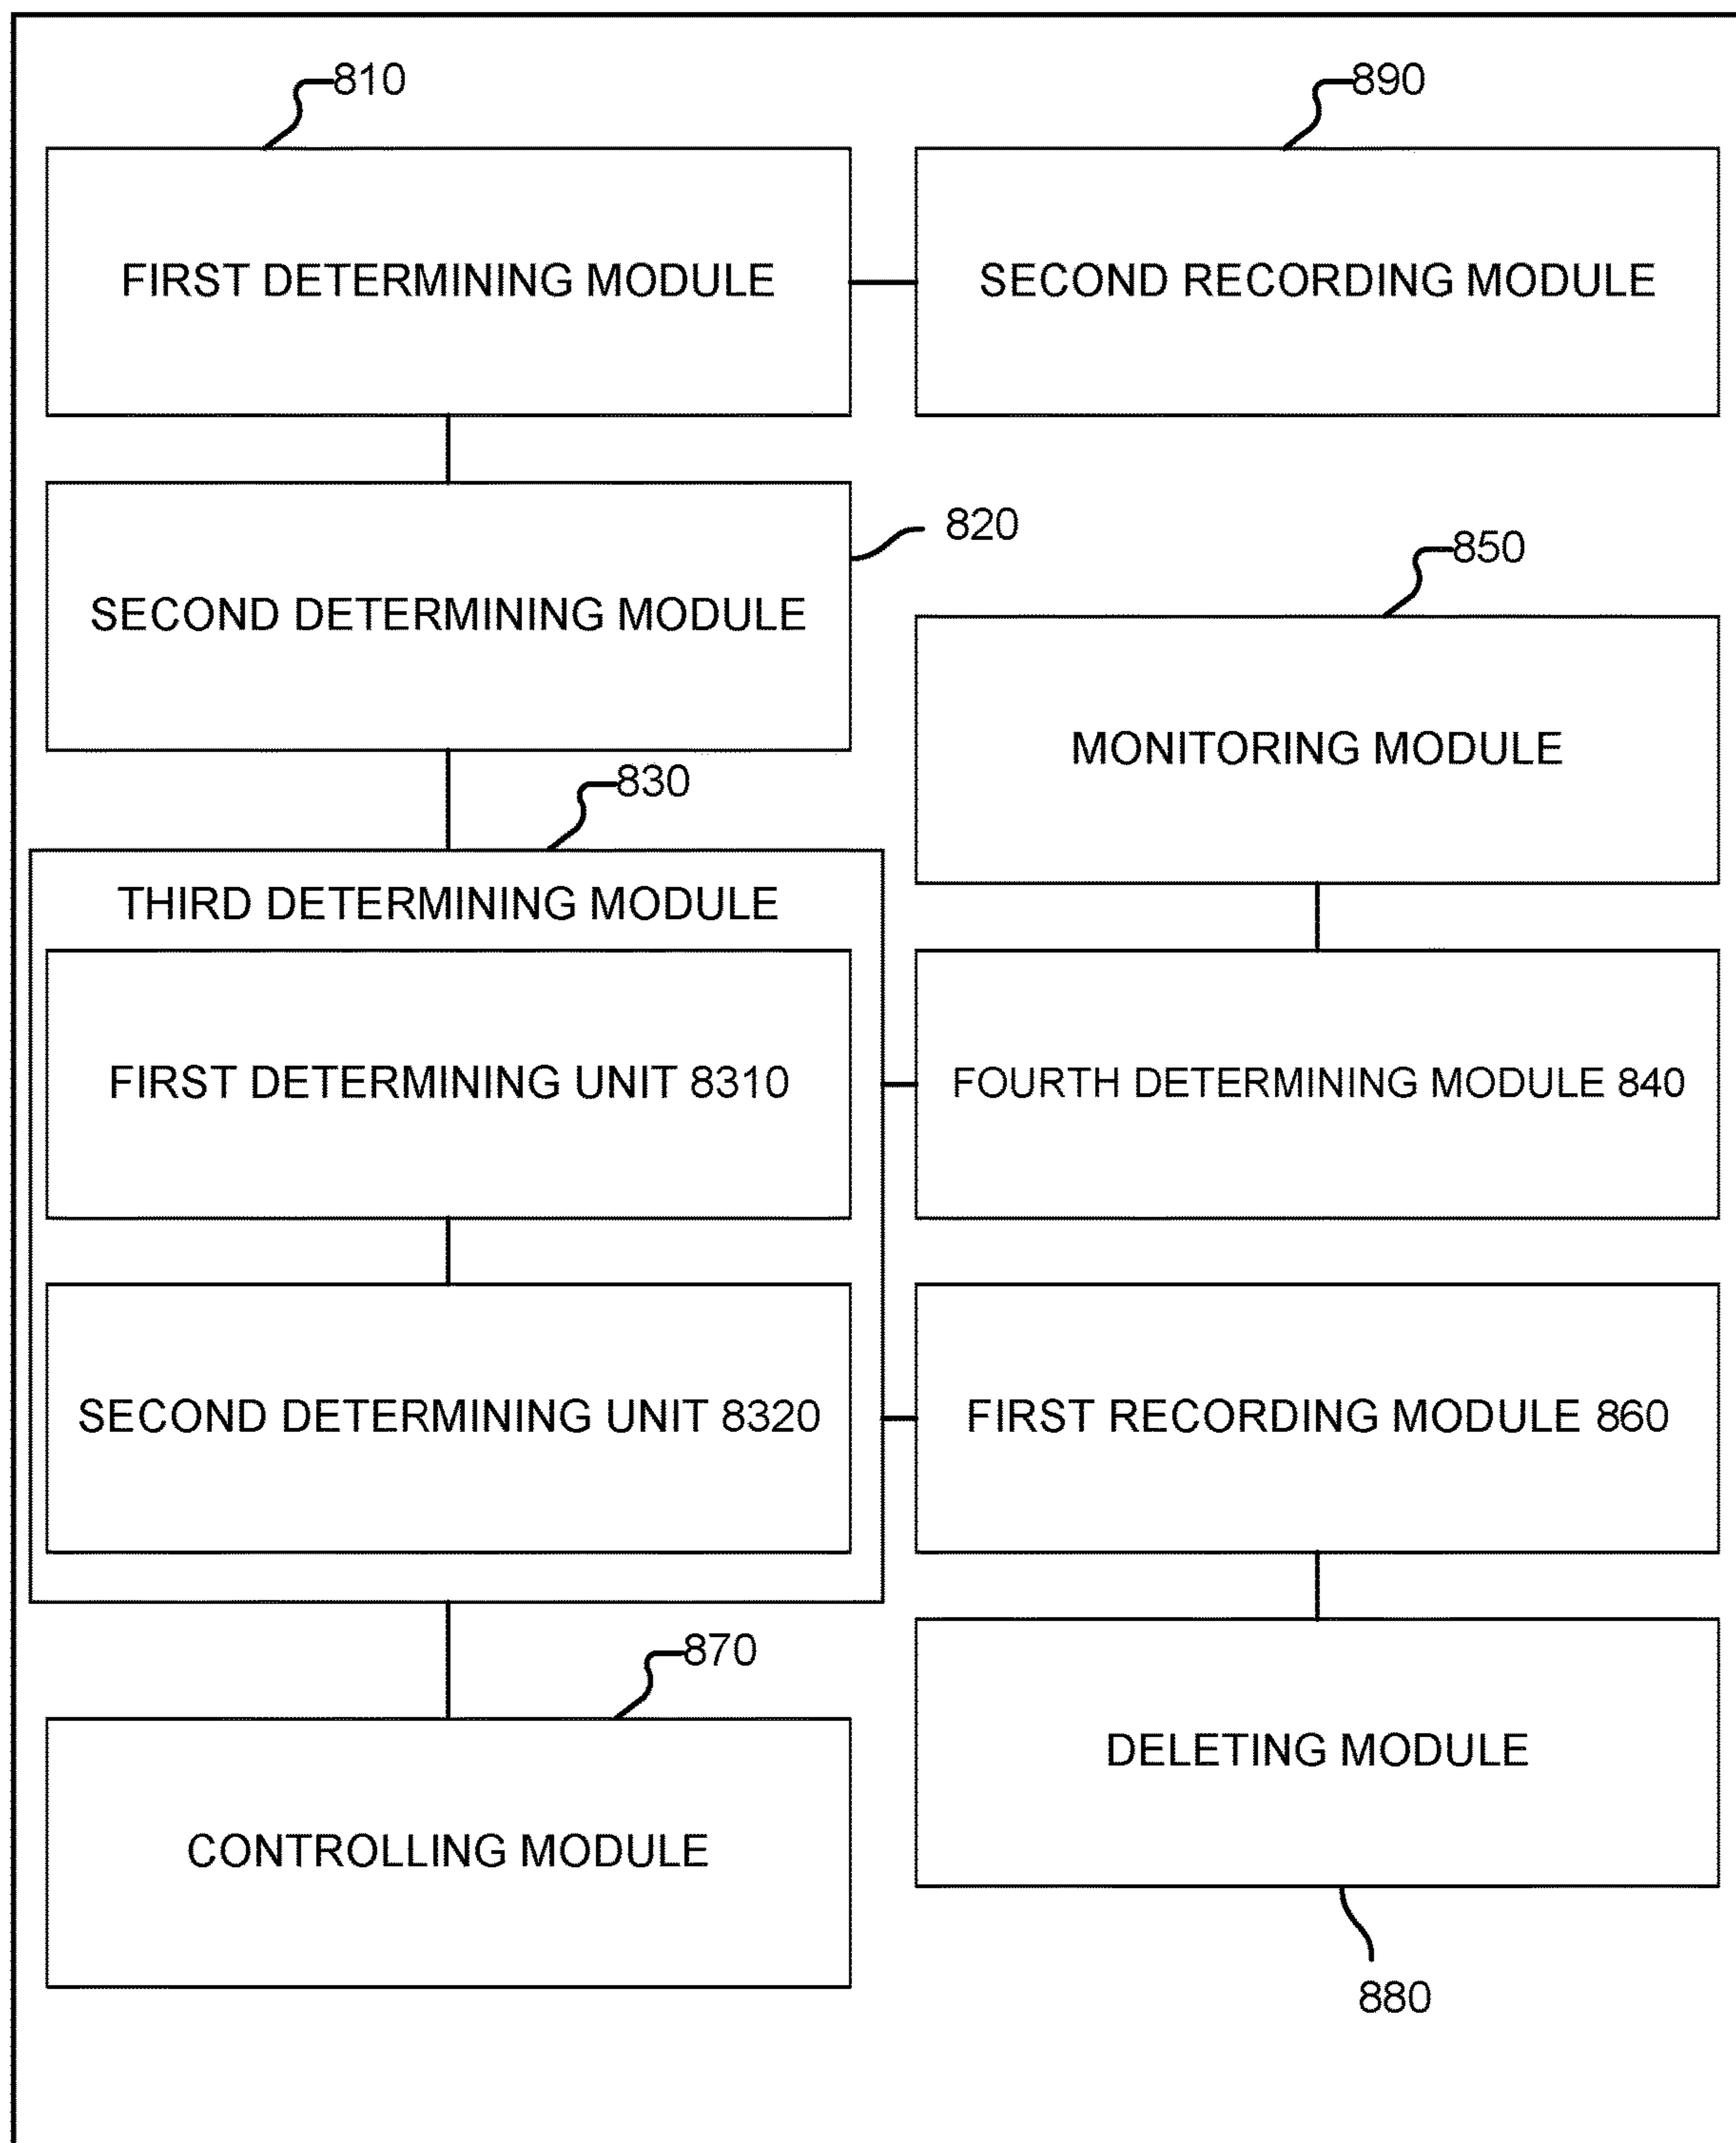 810
890
FIRST DETERMINING MODULE
SECOND RECORDING MODULE
820
850
SECOND DETERMINING MODULE
MONITORING MODULE
830
THIRD DETERMINING MODULE
FIRST DETERMINING UNIT 8310
FOURTH DETERMINING MODULE 840
SECOND DETERMINING UNIT 8320
FIRST RECORDING MODULE 860
870
DELETING MODULE
CONTROLLING MODULE
880